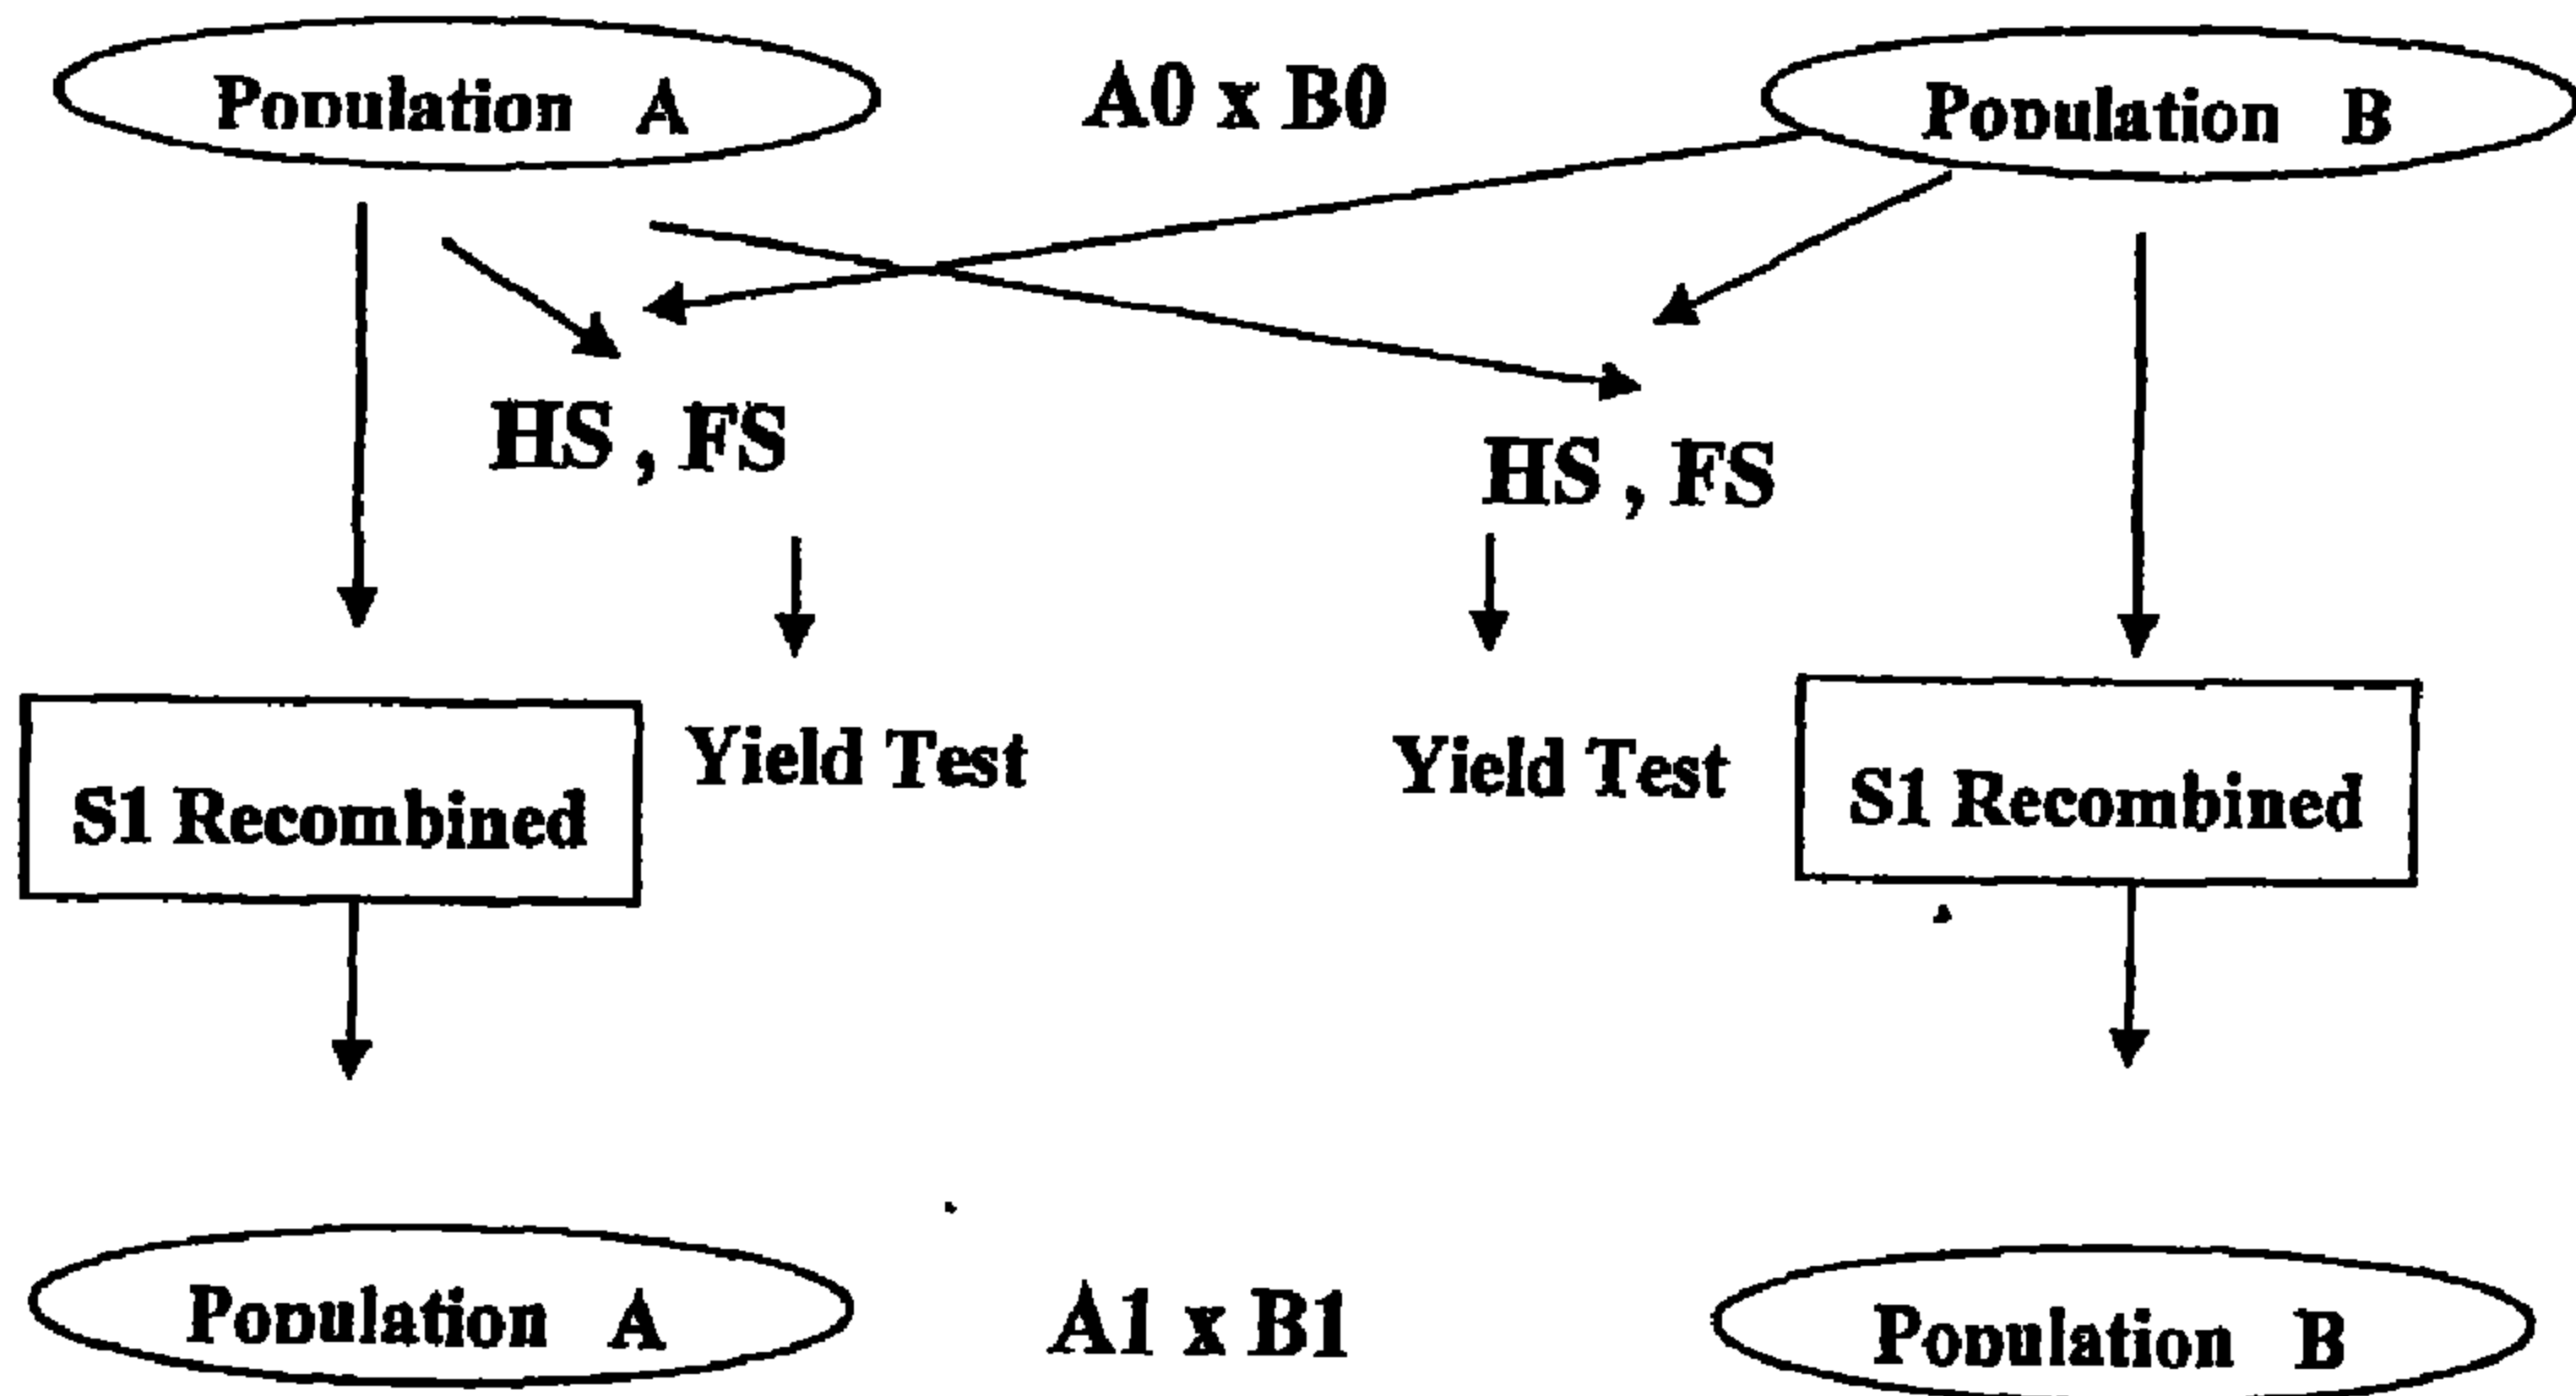 Population A
A0 x B0
Population B
HS , FS
HS , FS
Yield Test
Yield Test
S1 Recombined
S1 Recombined
Population A
A1 x B1
Population B